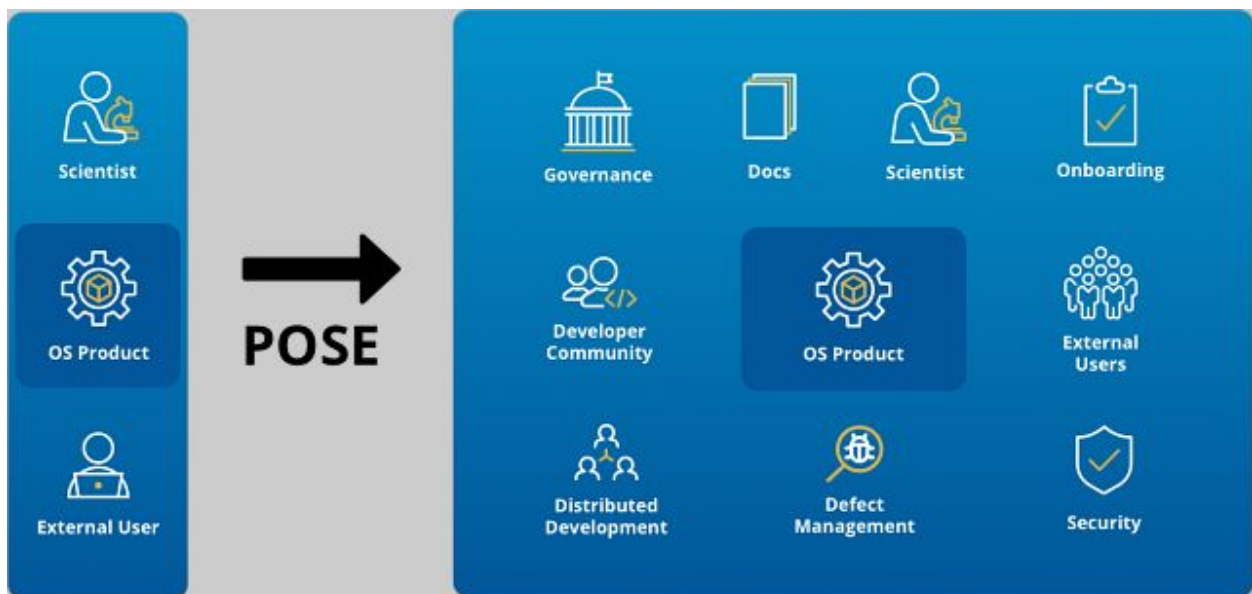 Scientist
OS Product
External User
POSE
Governance
Docs
Scientist
Onboarding
Developer
Community
OS Product
External
Users
Distributed
Development
Defect
Management
Security